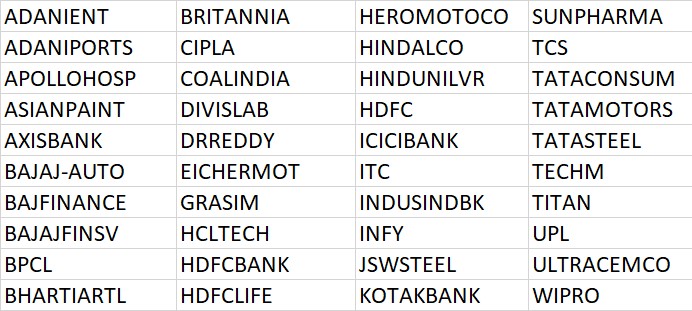 ADANIENT BRITANNIA HEROMOTOCO SUNPHARMA
ADANIPORTS CIPLA HINDALCO TCS
APOLLOHOSP COALINDIA HINDUNILVR TATACONSUM
ASIANPAINT DIVISLAB HDFC TATAMOTORS
AXISBANK DRREDDY ICICIBANK TATASTEEL
BAJAJ-AUTO EICHERMOT ITC TECHM
BAJFINANCE GRASIM INDUSINDBK TITAN
BAJAJFINSV HCLTECH INFY UPL
BPCL HDFCBANK JSWSTEEL ULTRACEMCO
BHARTIARTL HDFCLIFE KOTAKBANK WIPRO